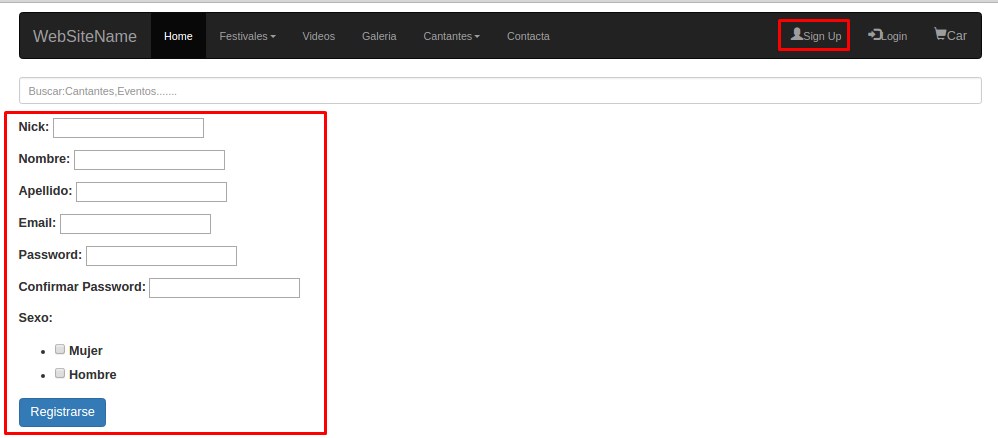 WebSiteName Home Festivales Videos Galeria Cantantes Contacta Sign Up Login Car
Buscar:Cantantes,Eventos.......
Nick:
Nombre:
Apellido:
Email:
Password:
Confirmar Password:
Sexo:
Mujer
Hombre
Registrarse